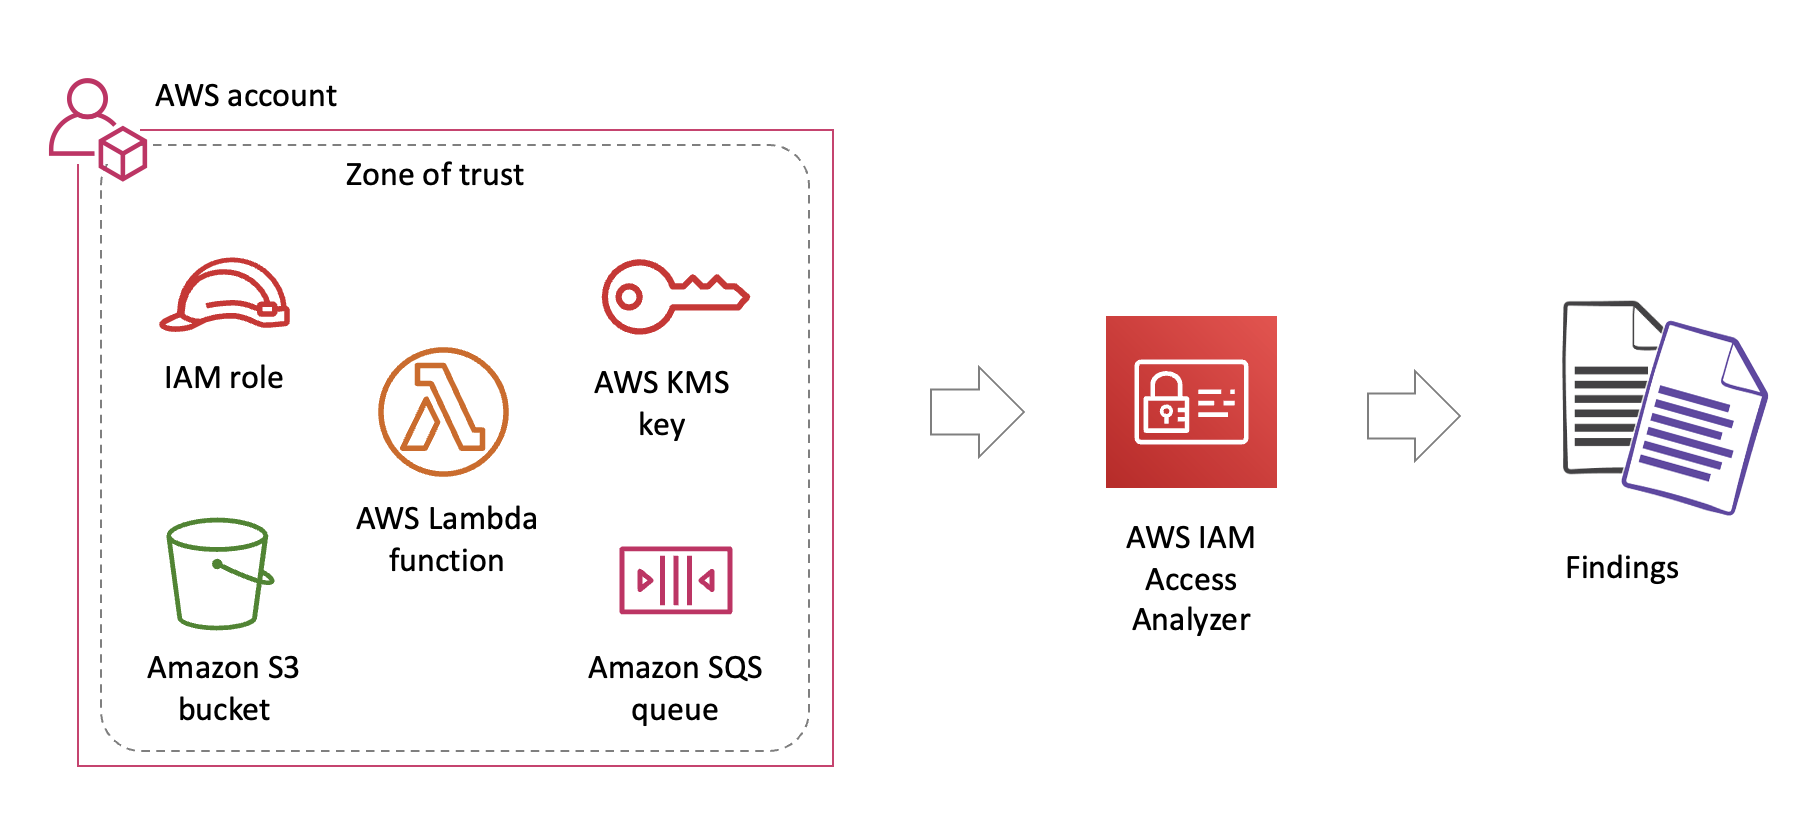 AWS account
Zone of trust
IAM role
AWS KMS
key
AWS Lambda
function
Amazon S3
bucket
Amazon SQS
queue
AWS IAM
Access
Analyzer
Findings